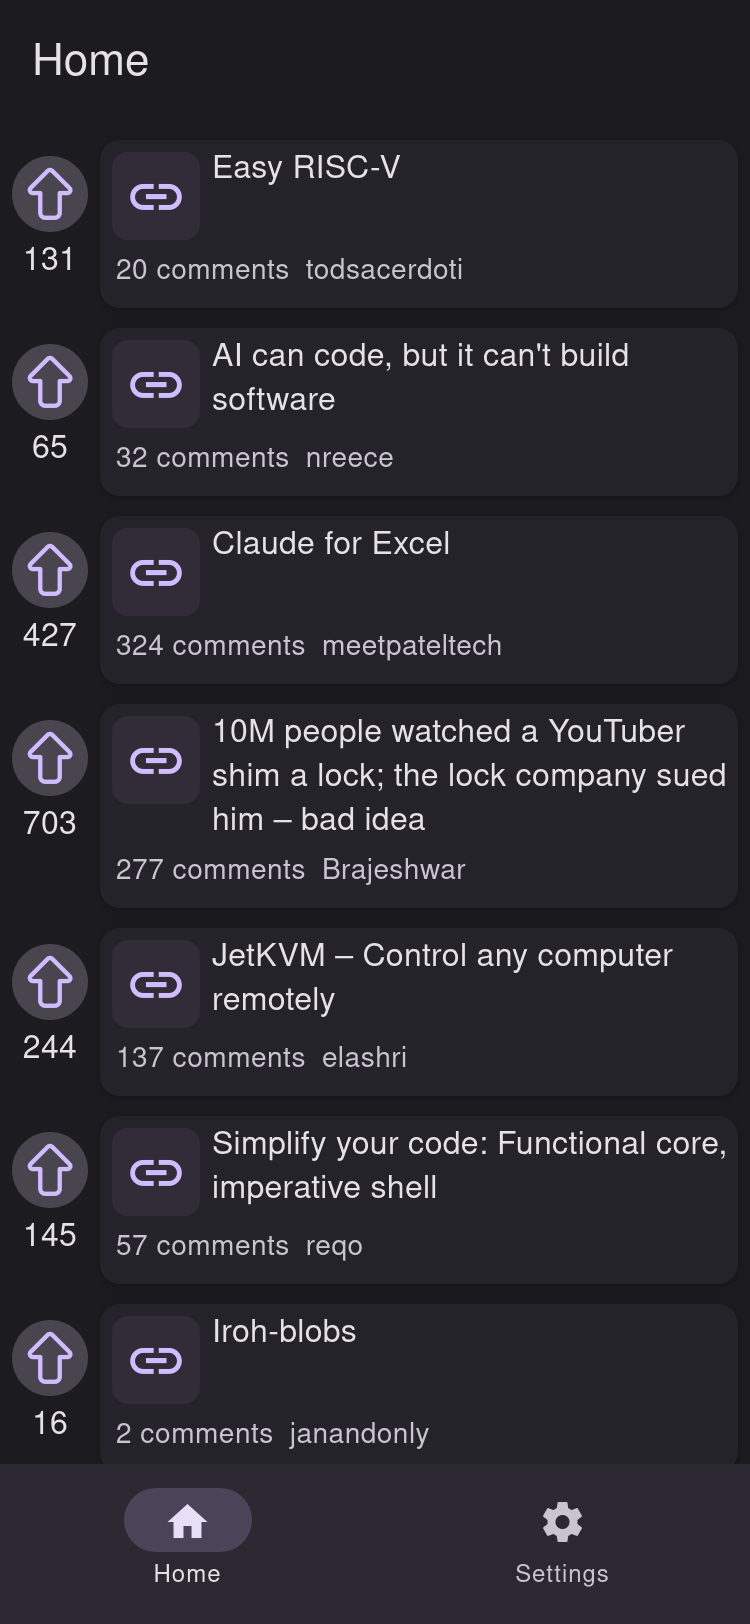 Home
Easy RISC-V
131
20 comments todsacerdoti
AI can code, but it can't build
software
65
32 comments nreece
Claude for Excel
427
324 comments meetpateltech
10M people watched a YouTuber
shim a lock; the lock company sued
him – bad idea
703
277 comments Brajeshwar
JetKVM – Control any computer
remotely
244
137 comments elashri
Simplify your code: Functional core,
imperative shell
145
57 comments reqo
Iroh-blobs
16
2 comments janandonly
Home
Settings